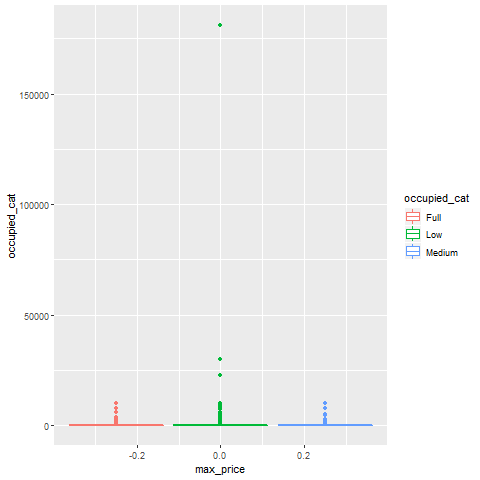 150000
100000
50000
0
occupied_cat
-0.2
0.0
0.2
max_price
occupied_cat
Full
Low
Medium